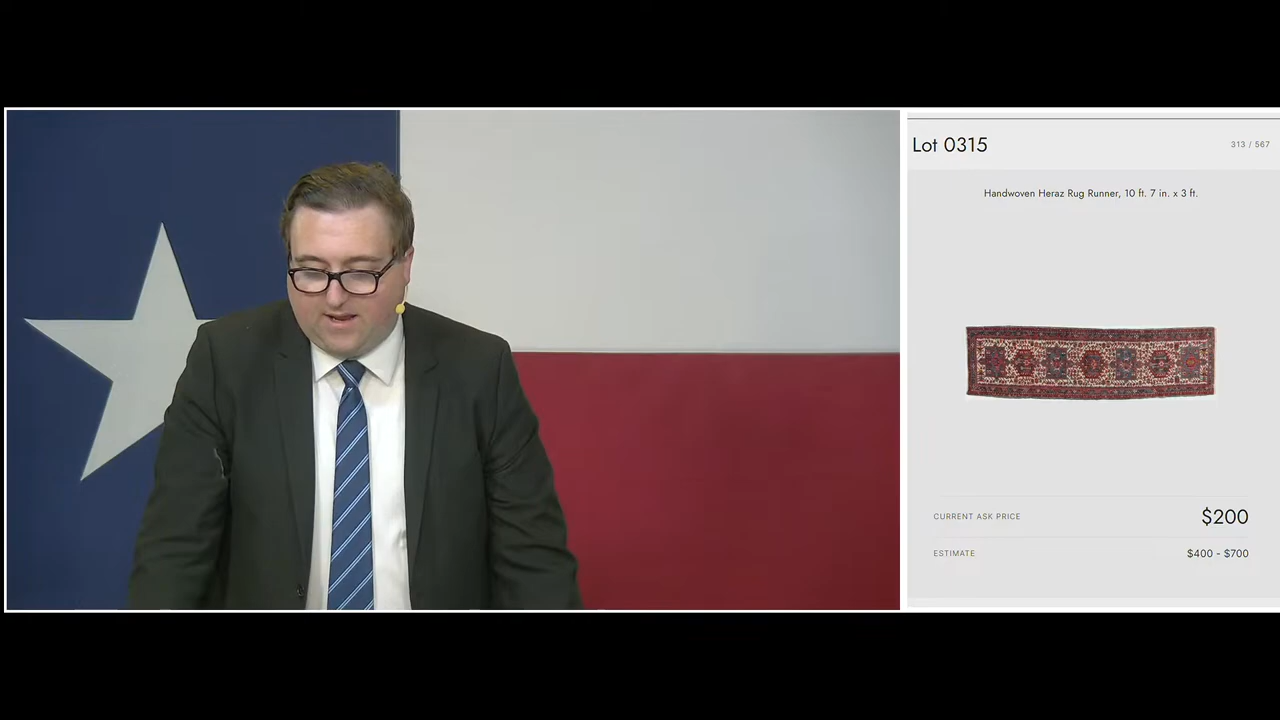 Lot 0315
313 / 567
Handwoven Heraz Rug Runner, 10 ft. 7 in. x 3 ft.
CURRENT ASK PRICE
$200
ESTIMATE
$400 - $700